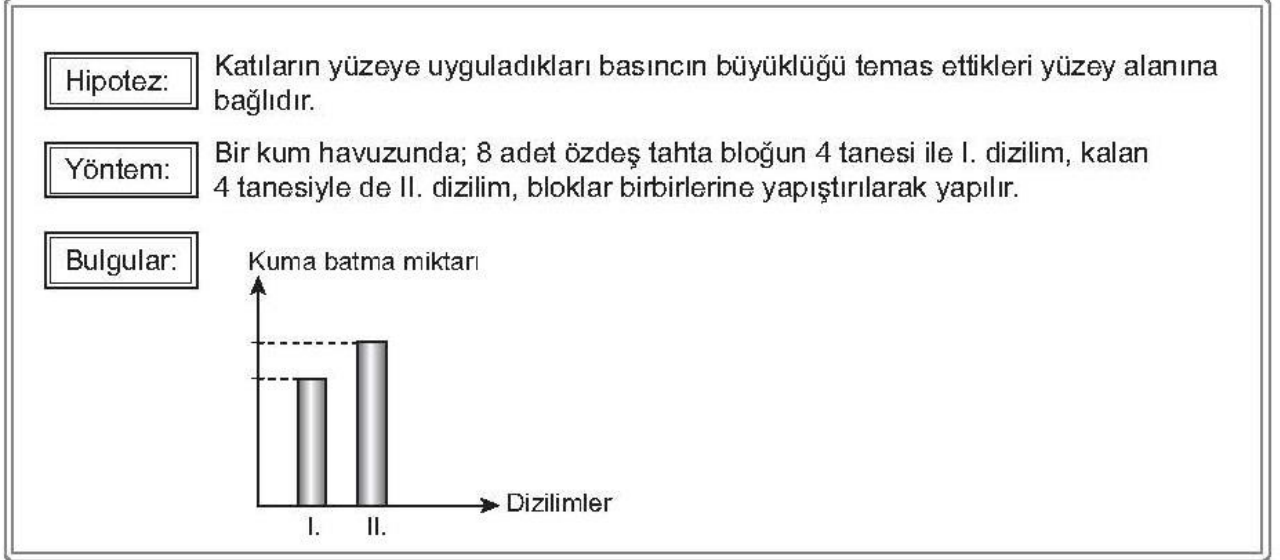 Hipotez:
Katıların yüzeye uyguladıkları basıncın büyüklüğü temas ettikleri yüzey alanına
bağlıdır.
Yöntem:
Bir kum havuzunda; 8 adet özdeş tahta bloğun 4 tanesi ile I. dizilim, kalan
4 tanesiyle de II. dizilim, bloklar birbirlerine yapıştırılarak yapılır.
Bulgular:
Kuma batma miktarı
Dizilimler
I. II.